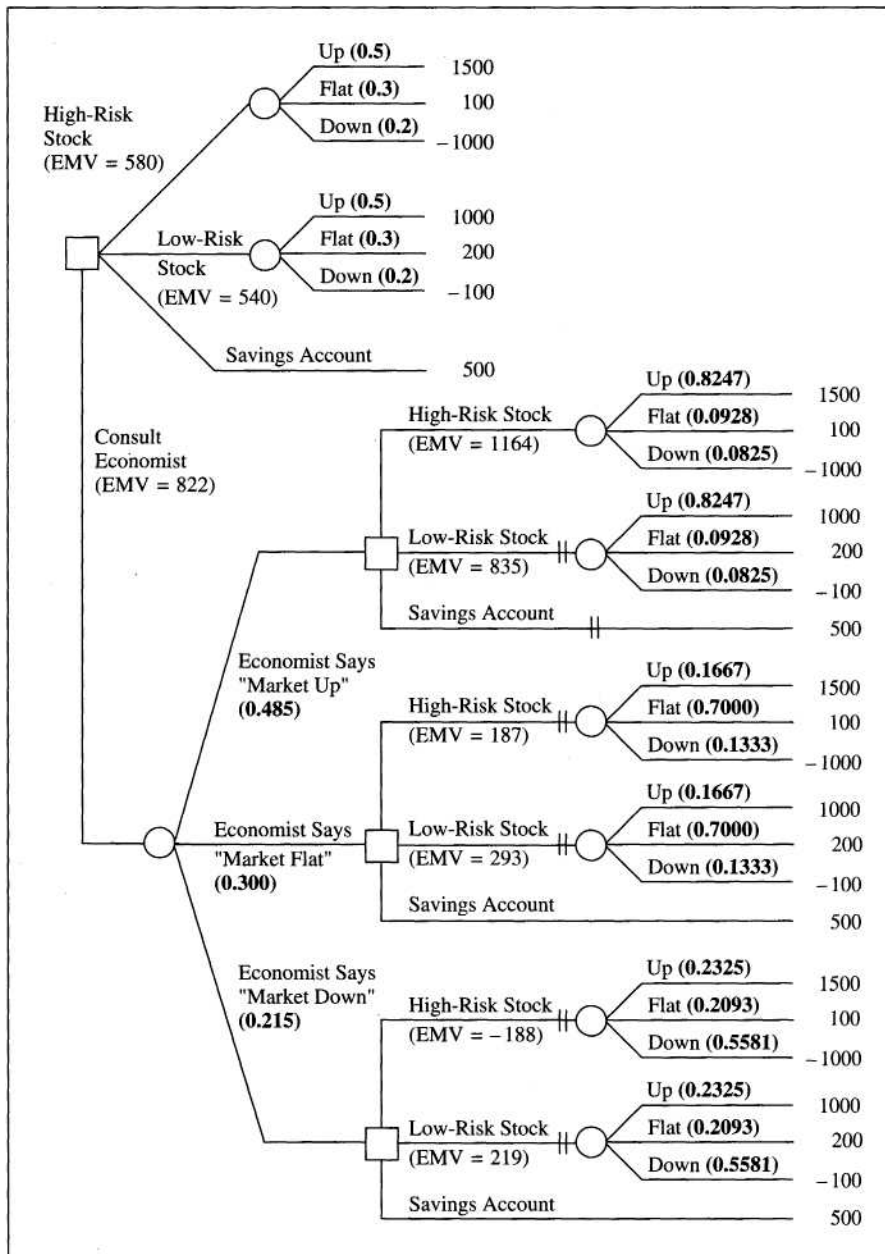 Up (0.5) 1500
Flat (0.3) 100
Down (0.2) −1000
High-Risk
Stock
(EMV = 580)
Up (0.5) 1000
Low-Risk
Flat (0.3) 200
Stock
Down (0.2) −100
(EMV = 540)
Savings Account 500
Consult
Economist
(EMV = 822)
Up (0.8247) 1500
High-Risk Stock
Flat (0.0928) 100
(EMV = 1164)
Down (0.0825) −1000
Up (0.8247) 1000
Low-Risk Stock
Flat (0.0928) 200
(EMV = 835)
Down (0.0825) −100
Savings Account 500
Economist Says
"Market Up"
(0.485)
Up (0.1667) 1500
High-Risk Stock
Flat (0.7000) 100
(EMV = 187)
Down (0.1333) −1000
Up (0.1667) 1000
Economist Says
"Market Flat"
(0.300)
Low-Risk Stock
Flat (0.7000) 200
(EMV = 293)
Down (0.1333) −100
Savings Account 500
Economist Says
"Market Down"
(0.215)
Up (0.2325) 1500
High-Risk Stock
Flat (0.2093) 100
(EMV = −188)
Down (0.5581) −1000
Up (0.2325) 1000
Low-Risk Stock
Flat (0.2093) 200
(EMV = 219)
Down (0.5581) −100
Savings Account 500